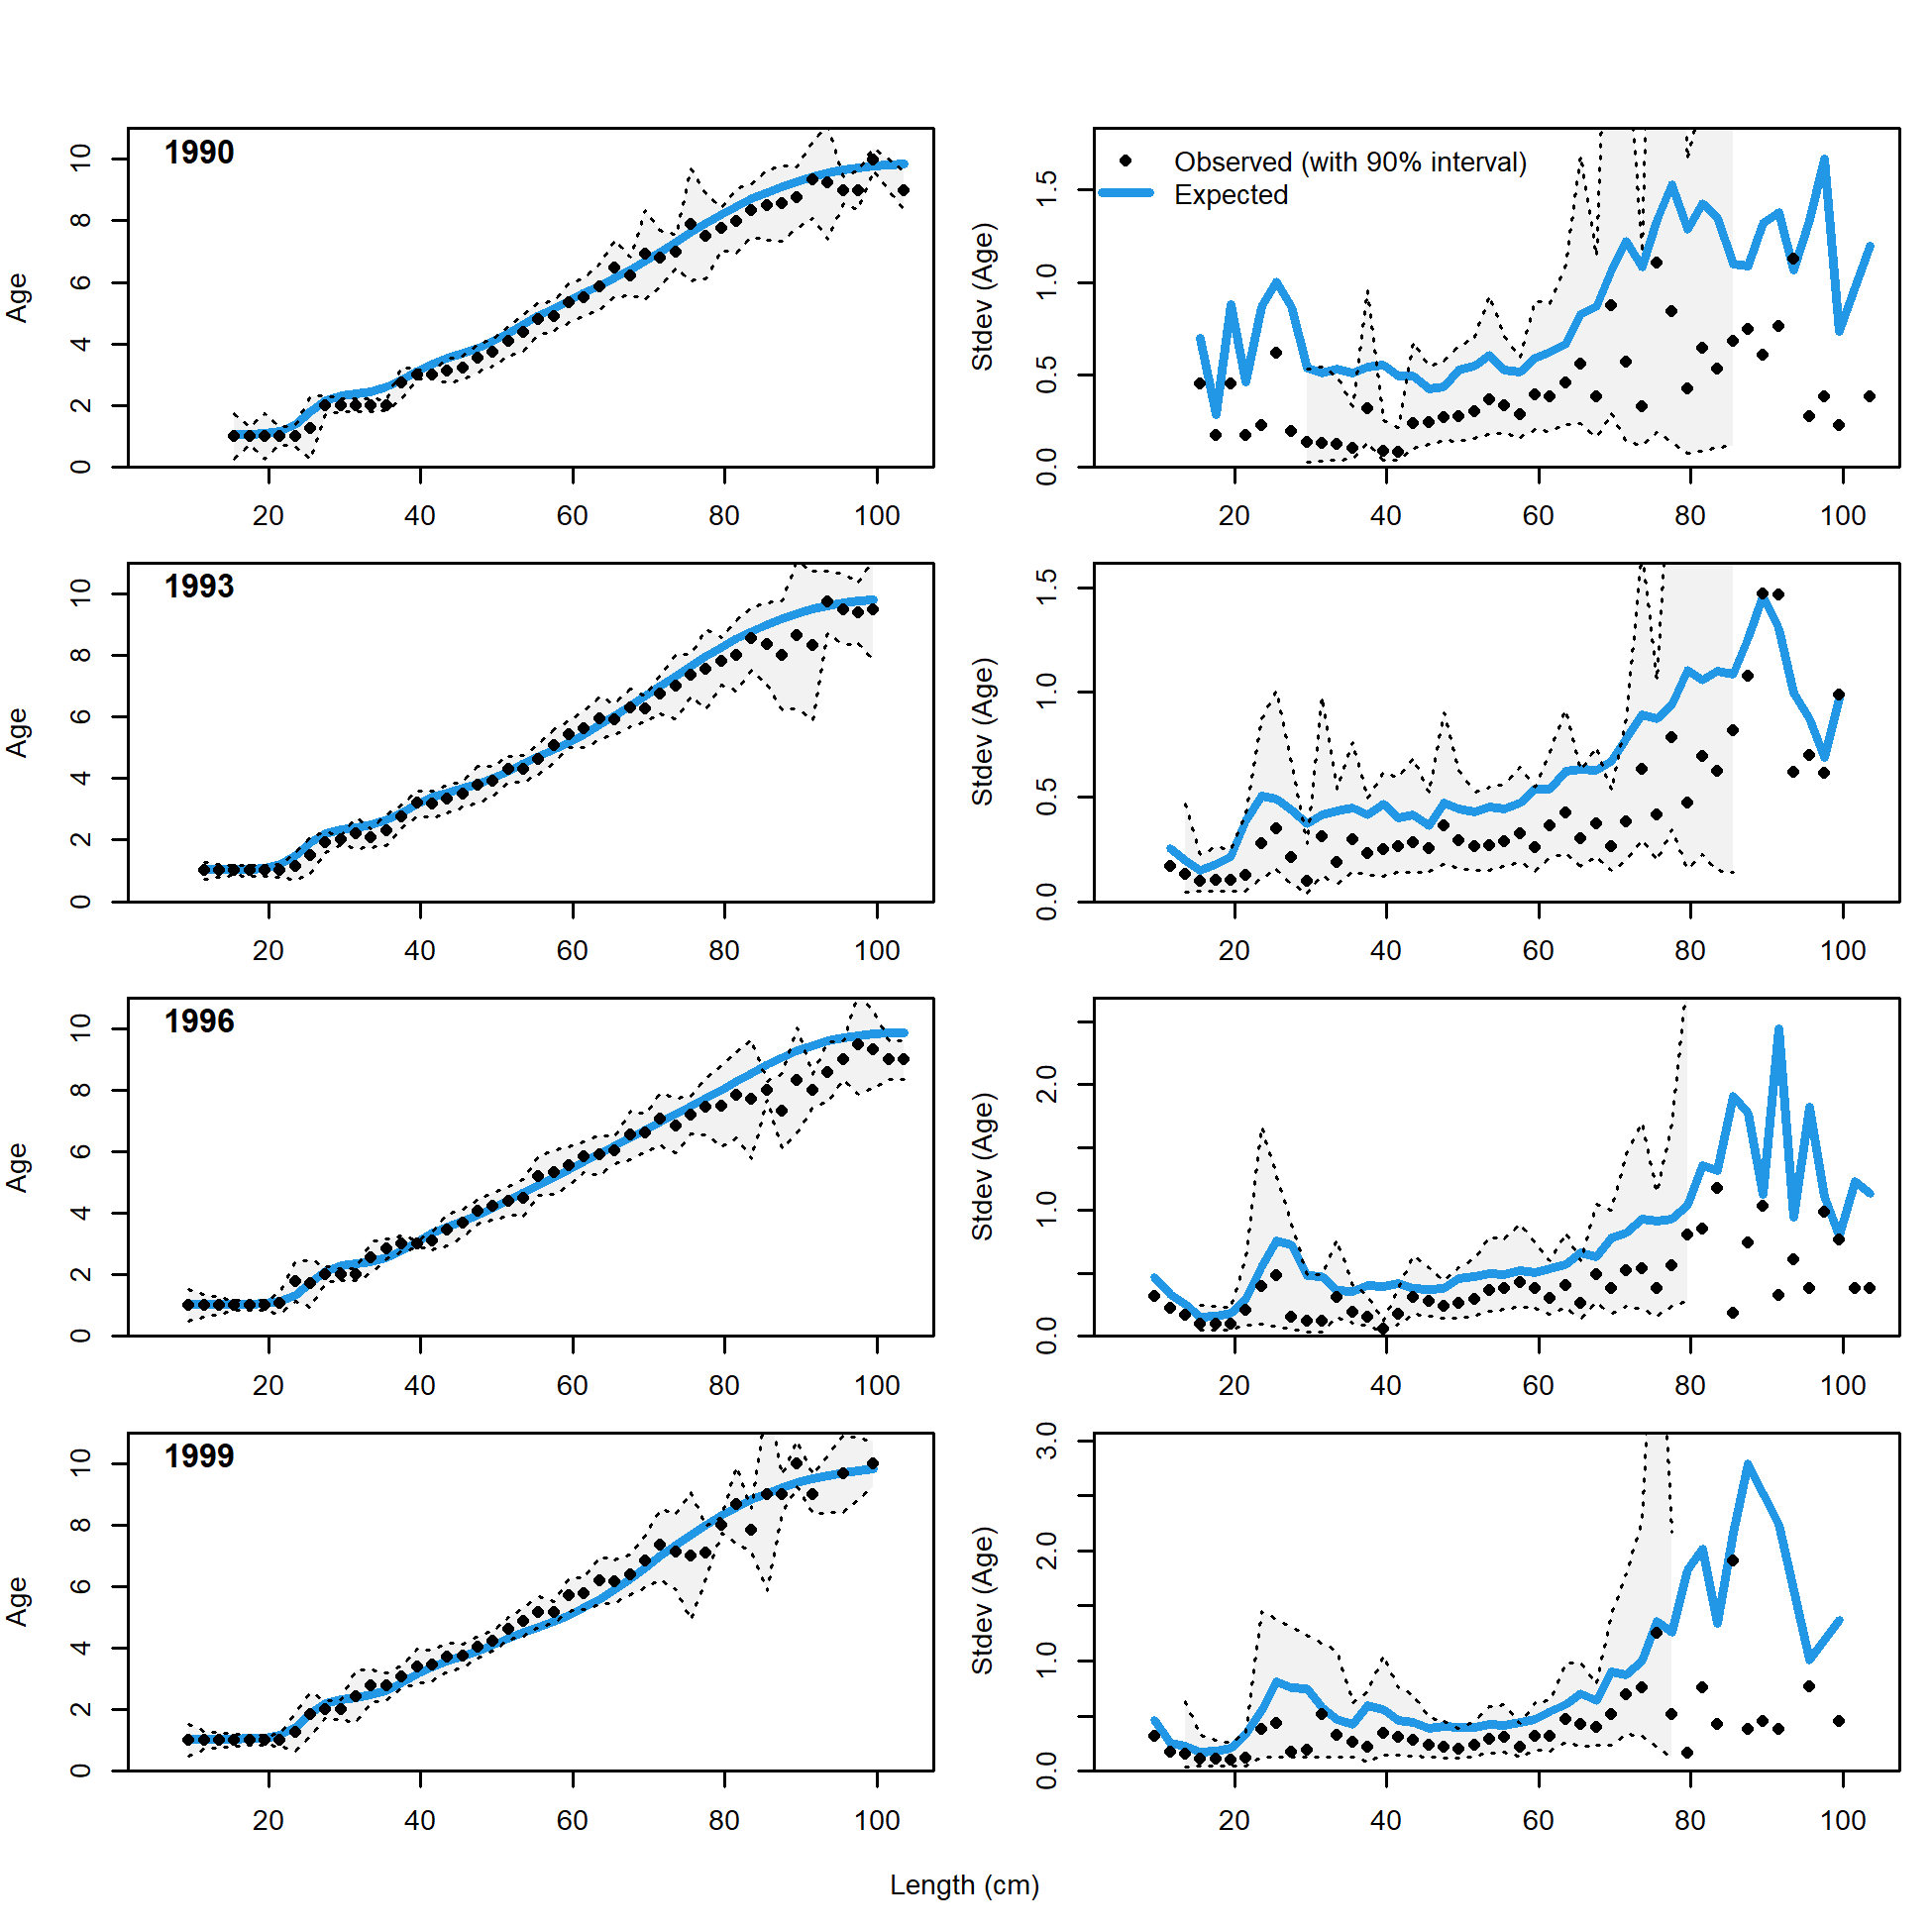 1990
Age
0 2 4 6 8 10
20 40 60 80 100
Observed (with 90% interval)
Expected
Stdev (Age)
0.0 0.5 1.0 1.5
20 40 60 80 100
1993
Age
0 2 4 6 8 10
20 40 60 80 100
Stdev (Age)
0.0 0.5 1.0 1.5
20 40 60 80 100
1996
Age
0 2 4 6 8 10
20 40 60 80 100
Stdev (Age)
0.0 1.0 2.0
20 40 60 80 100
1999
Age
0 2 4 6 8 10
20 40 60 80 100
Stdev (Age)
0.0 1.0 2.0 3.0
20 40 60 80 100
Length (cm)